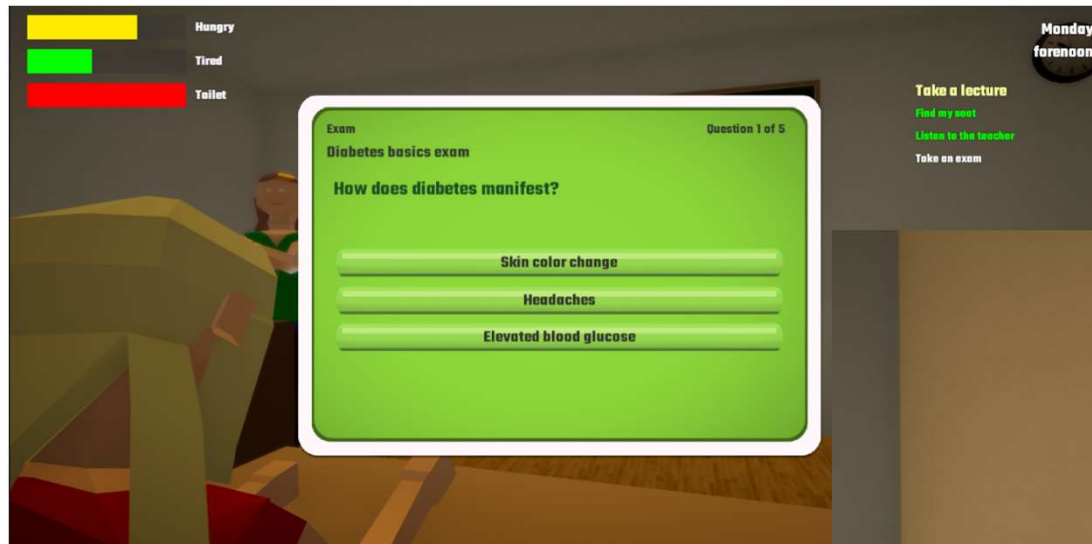 Hungry
Tired
Toilet
Monday
forenoon
Take a lecture
Find my seat
Listen to the teacher
Take an exam
Exam
Question 1 of 5
Diabetes basics exam
How does diabetes manifest?
Skin color change
Headaches
Elevated blood glucose